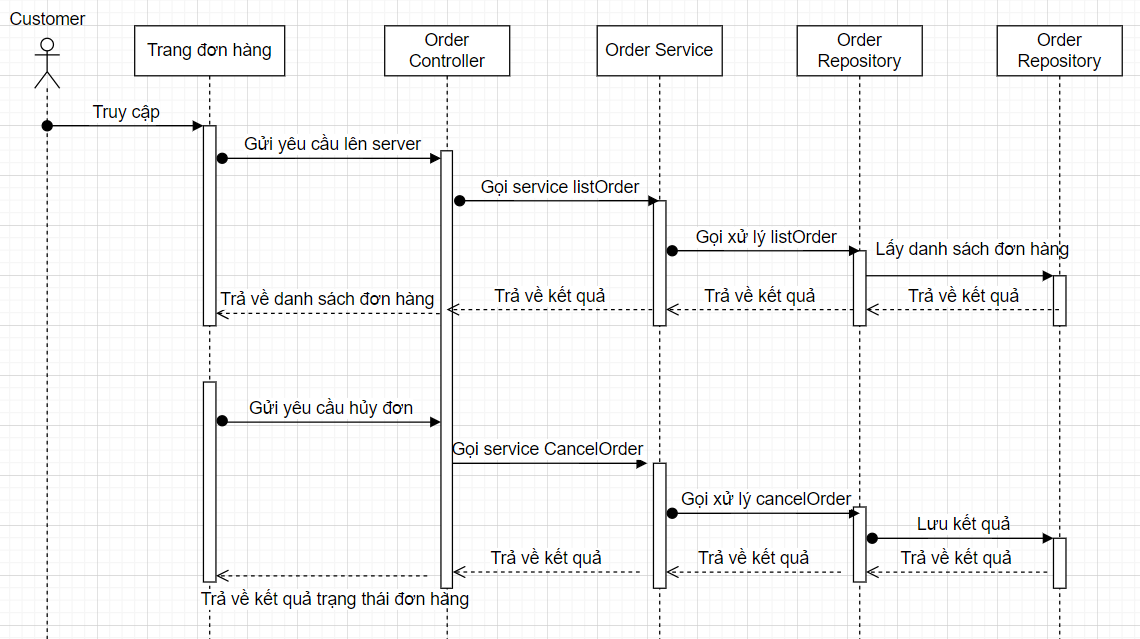 Customer
Trang đơn hàng
Order
Controller
Order Service
Order
Repository
Order
Repository
Truy cập
Gửi yêu cầu lên server
Gọi service listOrder
Gọi xử lý listOrder
Lấy danh sách đơn hàng
Trả về danh sách đơn hàng
Trả về kết quả
Trả về kết quả
Trả về kết quả
Gửi yêu cầu hủy đơn
Gọi service CancelOrder
Gọi xử lý cancelOrder
Lưu kết quả
Trả về kết quả
Trả về kết quả
Trả về kết quả
Trả về kết quả trạng thái đơn hàng